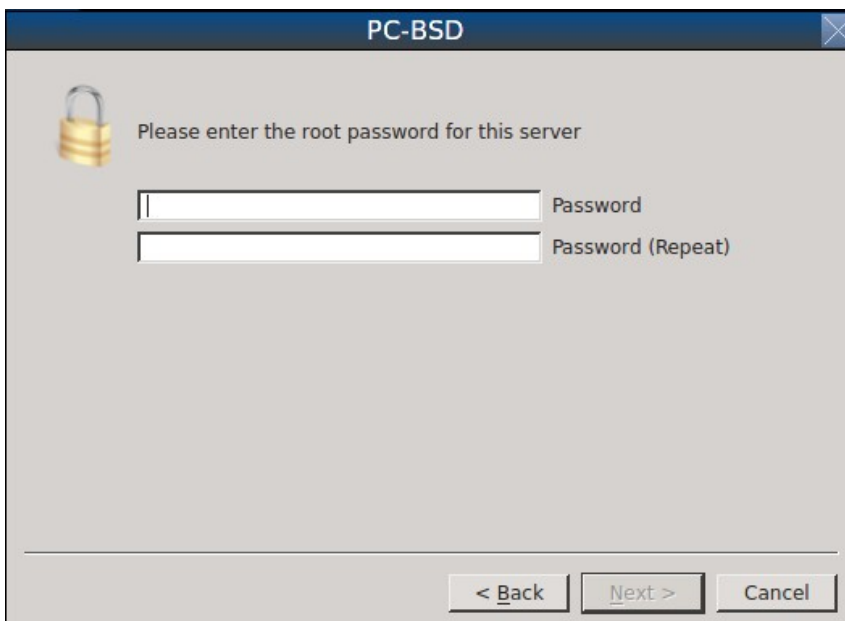 PC-BSD
Please enter the root password for this server
Password
Password (Repeat)
< Back
Next >
Cancel